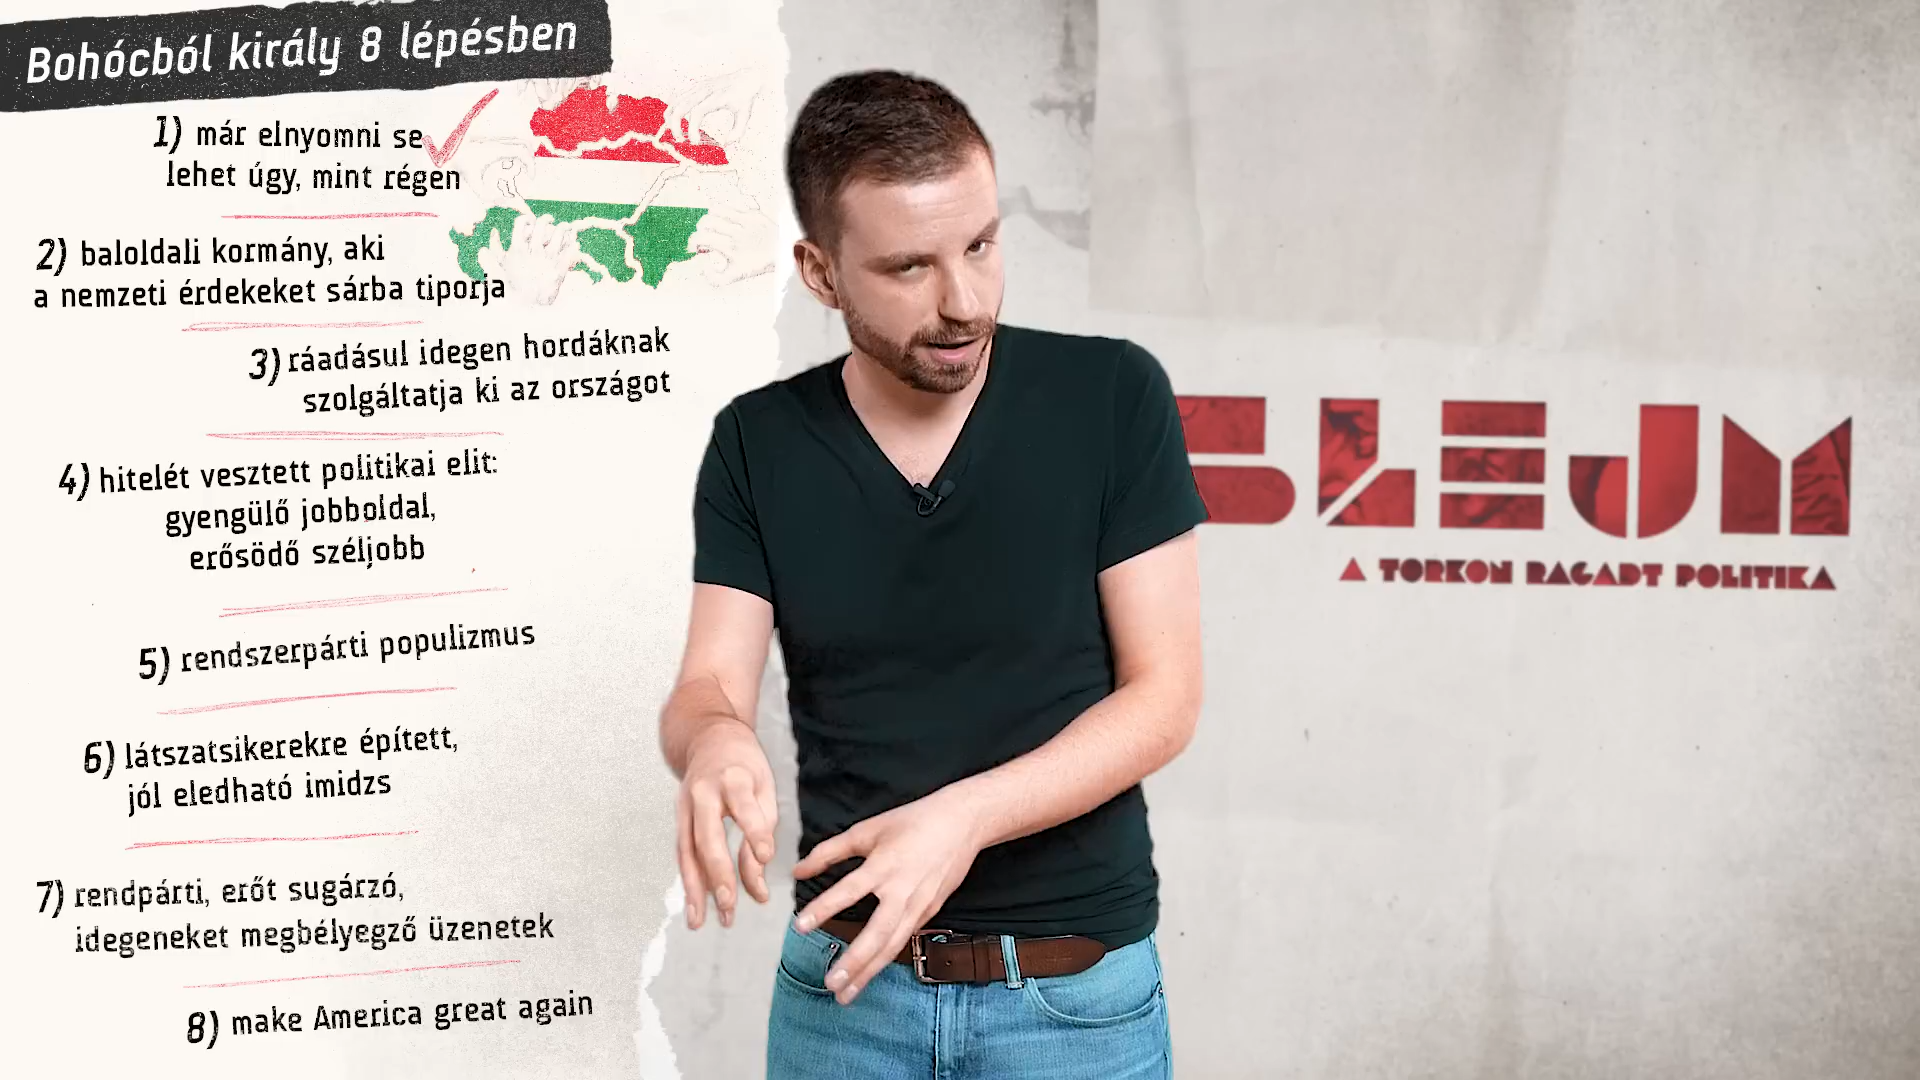 Bohócból király 8 lépésben
1) már elnyomni se
lehet úgy, mint régen
2) baloldali kormány, aki
a nemzeti érdekeket sárba tiporja
3) ráadásul idegen hordáknak
szolgáltatja ki az országot
4) hitelét vesztett politikai elit:
gyengülő jobboldal,
erősödő széljobb
5) rendszerpárti populizmus
6) látszatsikerekre épített,
jól eledható imidzs
7) rendpárti, erőt sugárzó,
idegeneket megbélyegző üzenetek
8) make America great again
SLEJM
A TORKON RAGADT POLITIKA